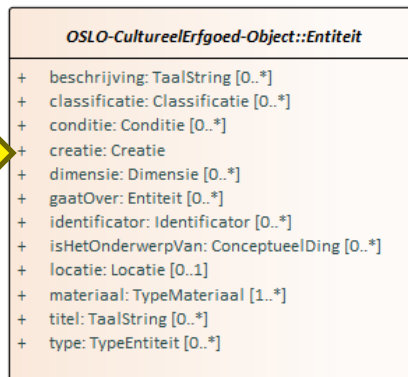 OSLO-CultureelErfgoed-Object::Entiteit
+ beschrijving: TaalString [0..*]
+ classificatie: Classificatie [0..*]
+ conditie: Conditie [0..*]
+ creatie: Creatie
+ dimensie: Dimensie [0..*]
+ gaatOver: Entiteit [0..*]
+ identificator: Identificator [0..*]
+ isHetOnderwerpVan: ConceptueelDing [0..*]
+ locatie: Locatie [0..1]
+ materiaal: TypeMateriaal [1..*]
+ titel: TaalString [0..*]
+ type: TypeEntiteit [0..*]